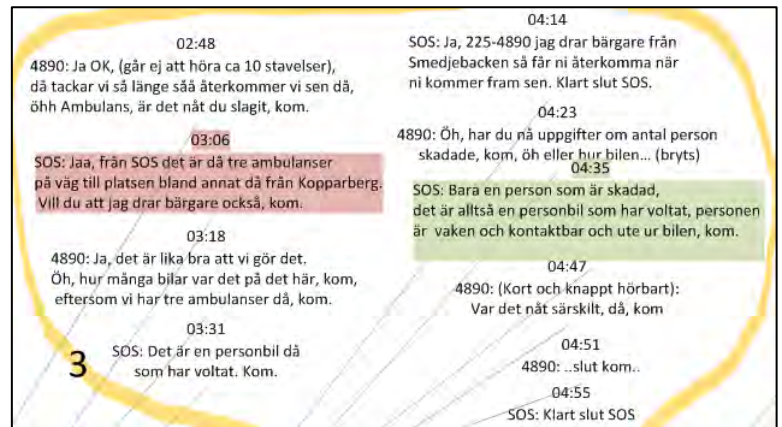 02:48
4890: Ja OK, (går ej att höra ca 10 stavelser),
då tackar vi så länge såå återkommer vi sen då,
öhh Ambulans, är det nåt du slagit, kom.
03:06
SOS: Jaa, från SOS det är då tre ambulanser
på väg till platsen bland annat då från Kopparberg.
Vill du att jag drar bärgare också, kom.
03:18
4890: Ja, det är lika bra att vi gör det.
Öh, hur många bilar var det på det här, kom,
eftersom vi har tre ambulanser då, kom.
03:31
SOS: Det är en personbil då
som har voltat. Kom.
3
04:14
SOS: Ja, 225-4890 jag drar bärgare från
Smedjebacken så får ni återkomma när
ni kommer fram sen. Klart slut SOS.
04:23
4890: Öh, har du nå uppgifter om antal person
skadade, kom, öh eller hur bilen... (bryts)
04:35
SOS: Bara en person som är skadad,
det är alltså en personbil som har voltat, personen
är vaken och kontaktbar och ute ur bilen, kom.
04:47
4890: (Kort och knappt hörbart):
Var det nåt särskilt, då, kom
04:51
4890: ..slut kom..
04:55
SOS: Klart slut SOS